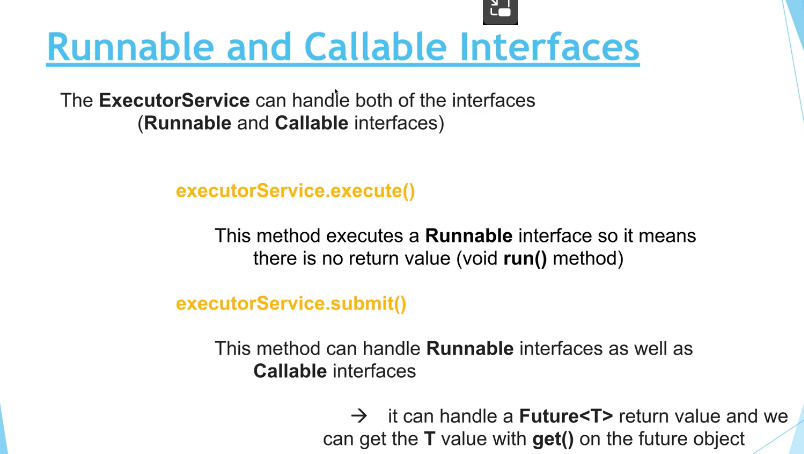 Runnable and Callable Interfaces
The ExecutorService can handle both of the interfaces
(Runnable and Callable interfaces)
executorService.execute()
This method executes a Runnable interface so it means
there is no return value (void run() method)
executorService.submit()
This method can handle Runnable interfaces as well as
Callable interfaces
→ it can handle a Future<T> return value and we
can get the T value with get() on the future object